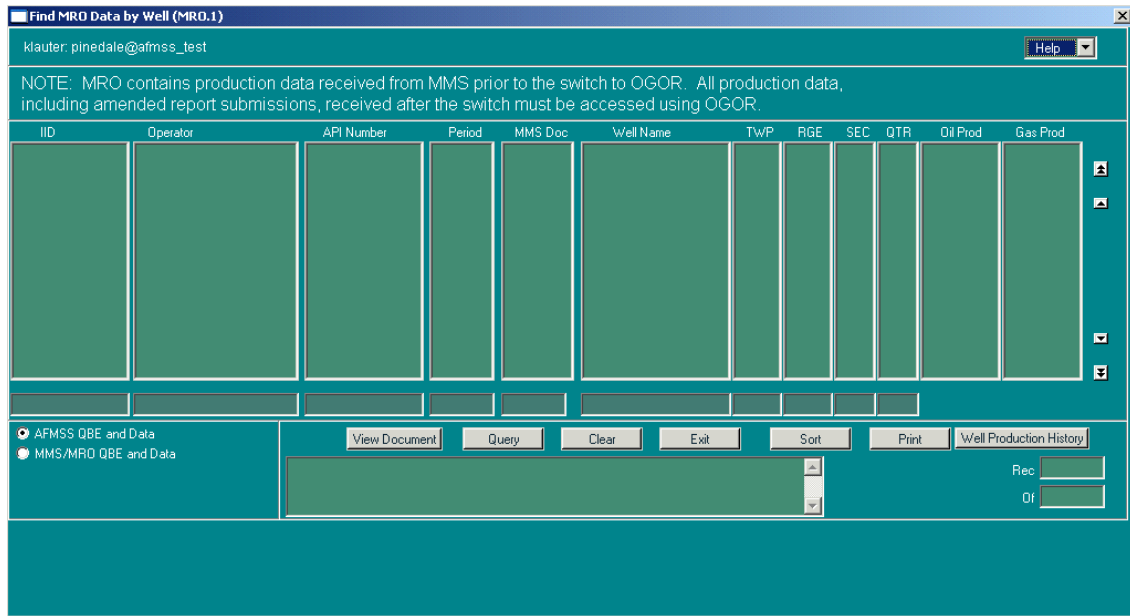 Find MRO Data by Well (MRO.1)
klauter: pinedale@afmss_test
Help
NOTE: MRO contains production data received from MMS prior to the switch to OGOR. All production data,
including amended report submissions, received after the switch must be accessed using OGOR.
IID Operator API Number Period MMS Doc Well Name TWP RGE SEC QTR Oil Prod Gas Prod
AFMSS QBE and Data
MMS/MRO QBE and Data
View Document Query Clear Exit Sort Print Well Production History
Rec
Of